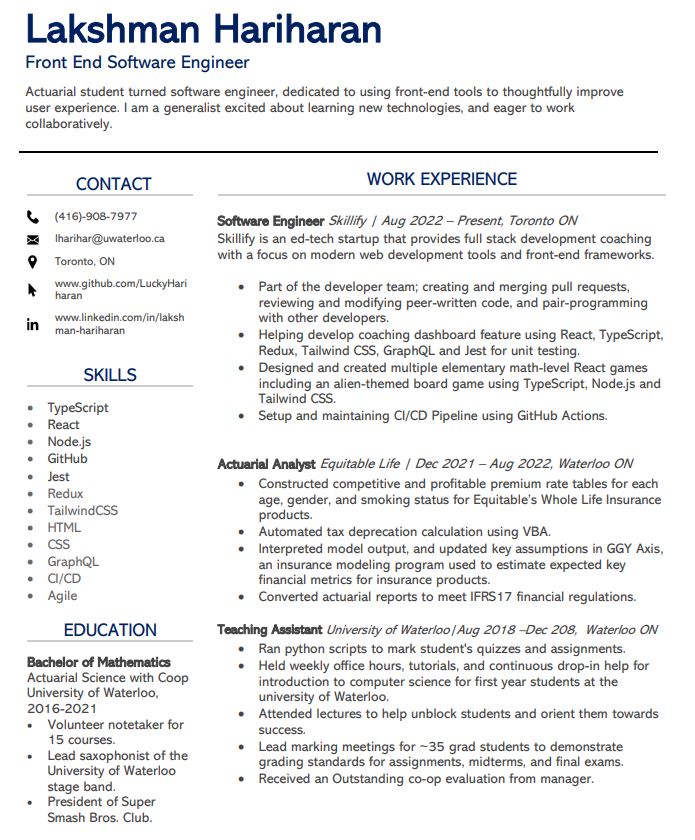 Lakshman Hariharan
Front End Software Engineer
Actuarial student turned software engineer, dedicated to using front-end tools to thoughtfully improve
user experience. I am a generalist excited about learning new technologies, and eager to work
collaboratively.
CONTACT
(416)-908-7977
lharihar@uwaterloo.ca
Toronto, ON
www.github.com/LuckyHari
haran
www.linkedin.com/in/laksh
man-hariharan
SKILLS
TypeScript
React
Node.js
GitHub
Jest
Redux
TailwindCSS
HTML
CSS
GraphQL
CI/CD
Agile
EDUCATION
Bachelor of Mathematics
Actuarial Science with Coop
University of Waterloo,
2016-2021
• Volunteer notetaker for
15 courses.
• Lead saxophonist of the
University of Waterloo
stage band.
• President of Super
Smash Bros. Club.
WORK EXPERIENCE
Software Engineer Skillify | Aug 2022 – Present, Toronto ON
Skillify is an ed-tech startup that provides full stack development coaching
with a focus on modern web development tools and front-end frameworks.
• Part of the developer team; creating and merging pull requests,
reviewing and modifying peer-written code, and pair-programming
with other developers.
• Helping develop coaching dashboard feature using React, TypeScript,
Redux, Tailwind CSS, GraphQL and Jest for unit testing.
• Designed and created multiple elementary math-level React games
including an alien-themed board game using TypeScript, Node.js and
Tailwind CSS.
• Setup and maintaining CI/CD Pipeline using GitHub Actions.
Actuarial Analyst Equitable Life | Dec 2021 – Aug 2022, Waterloo ON
• Constructed competitive and profitable premium rate tables for each
age, gender, and smoking status for Equitable's Whole Life Insurance
products.
• Automated tax deprecation calculation using VBA.
• Interpreted model output, and updated key assumptions in GGY Axis,
an insurance modeling program used to estimate expected key
financial metrics for insurance products.
• Converted actuarial reports to meet IFRS17 financial regulations.
Teaching Assistant University of Waterloo|Aug 2018 –Dec 208, Waterloo ON
• Ran python scripts to mark student's quizzes and assignments.
• Held weekly office hours, tutorials, and continuous drop-in help for
introduction to computer science for first year students at the
university of Waterloo.
• Attended lectures to help unblock students and orient them towards
success.
• Lead marking meetings for ~35 grad students to demonstrate
grading standards for assignments, midterms, and final exams.
• Received an Outstanding co-op evaluation from manager.